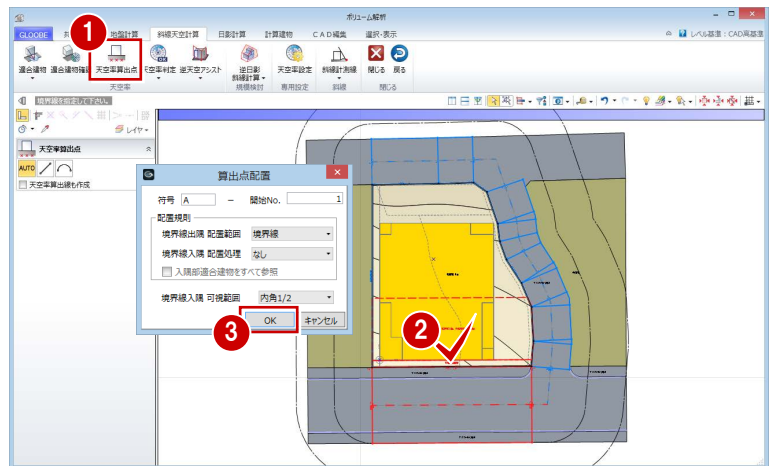 ボリューム解析
GLOOBE 地盤計算 斜線天空計算 日影計算 計算建物 CAD編集 選択・表示 レベル基準：CAD高基準
1
適合建物 適合建物確認 天空率算出点 天空率判定 逆天空アシスト 逆日影斜線計算 天空率設定 斜線計測線 閉じる 戻る
天空率 規模検討 専用設定 斜線 閉じる
境界線を指定して下さい。
レイヤ
天空率算出点
AUTO
天空率算出線も作成
算出点配置
符号 A － 開始No. 1
配置規則
境界線出隅 配置範囲 境界線
境界線入隅 配置処理 なし
入隅部適合建物をすべて参照
境界線入隅 可視範囲 内角1/2
OK キャンセル
3
2